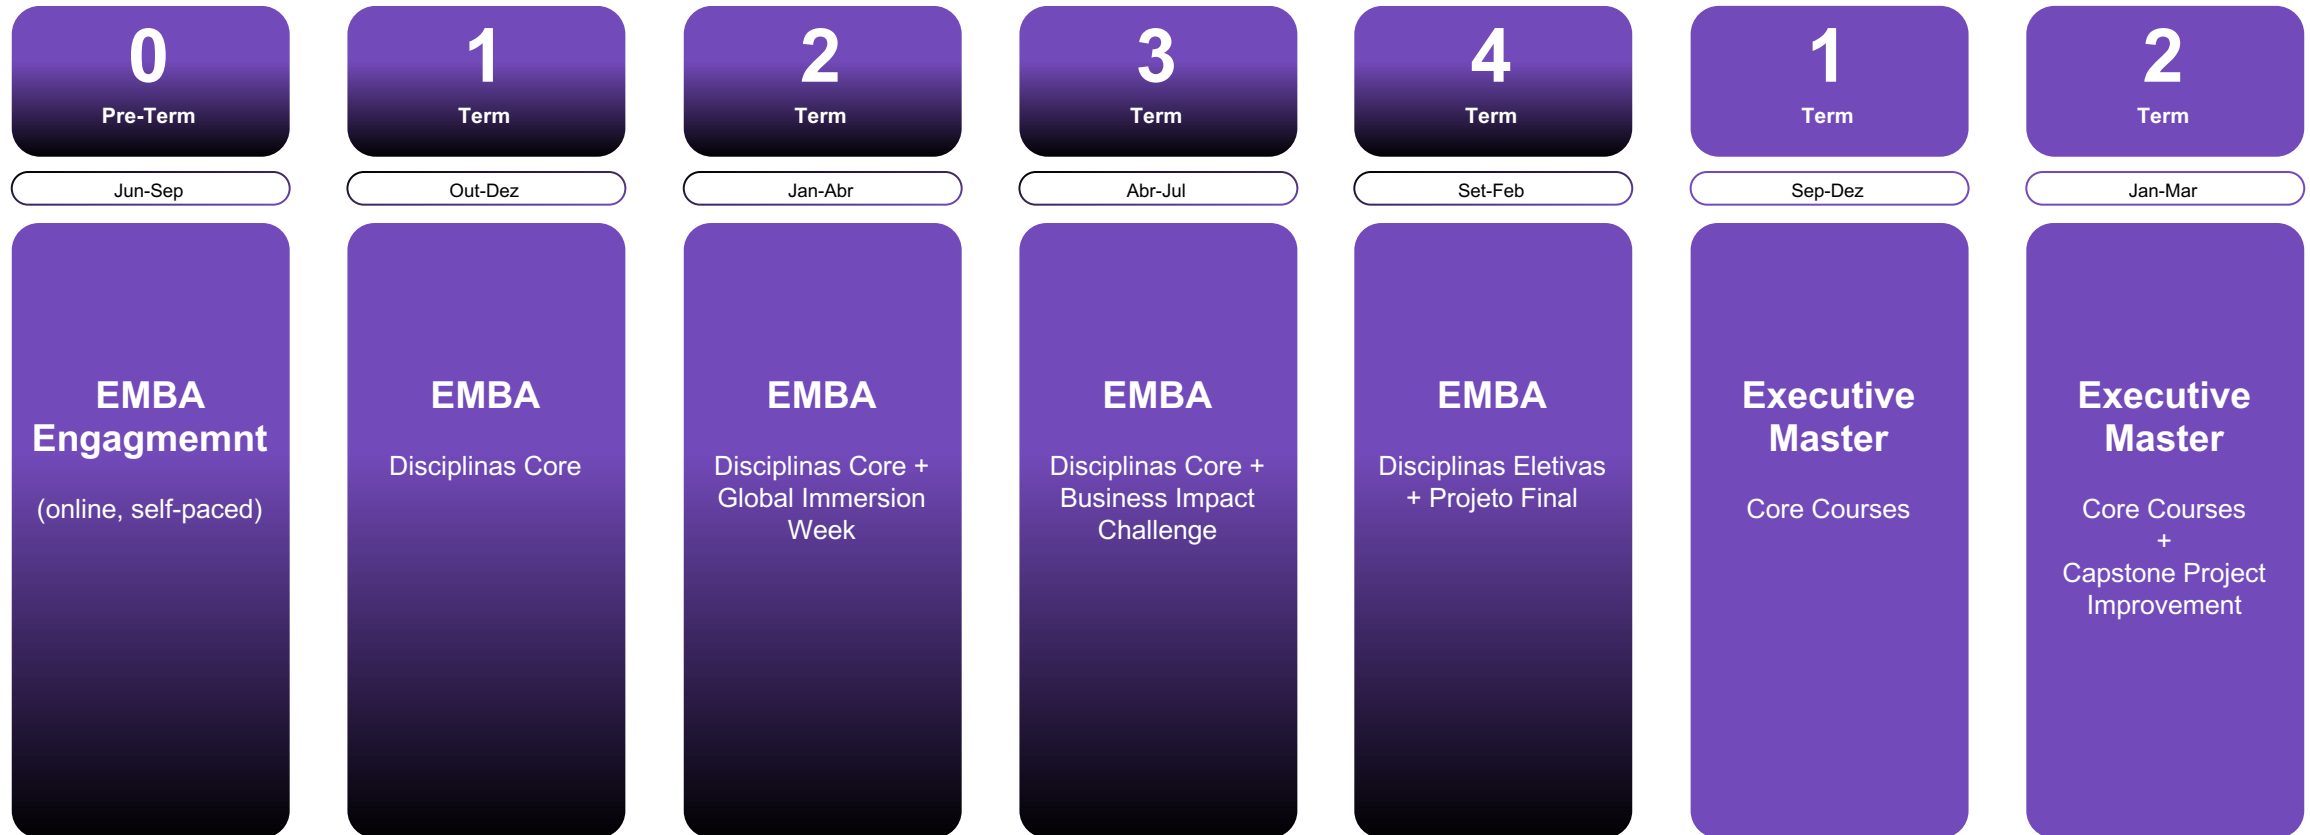 0
Pre-Term
Jun-Sep
EMBA
Engagmemnt
(online, self-paced)
1
Term
Out-Dez
EMBA
Disciplinas Core
2
Term
Jan-Abr
EMBA
Disciplinas Core +
Global Immersion
Week
3
Term
Abr-Jul
EMBA
Disciplinas Core +
Business Impact
Challenge
4
Term
Set-Feb
EMBA
Disciplinas Eletivas
+ Projeto Final
1
Term
Sep-Dez
Executive
Master
Core Courses
2
Term
Jan-Mar
Executive
Master
Core Courses
+
Capstone Project
Improvement